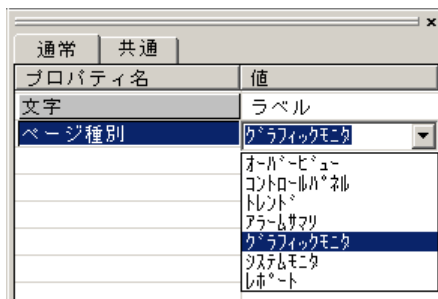 通常 共通
プロパティ名 値
文字 ラベル
ページ種別 ｸﾞﾗﾌｨｯｸﾓﾆﾀ
ｵｰﾊﾞｰﾋﾞｭｰ
ｺﾝﾄﾛｰﾙﾊﾟﾈﾙ
ﾄﾚﾝﾄﾞ
ｱﾗｰﾑｻﾏﾘ
ｸﾞﾗﾌｨｯｸﾓﾆﾀ
ｼｽﾃﾑﾓﾆﾀ
ﾚﾎﾟｰﾄ